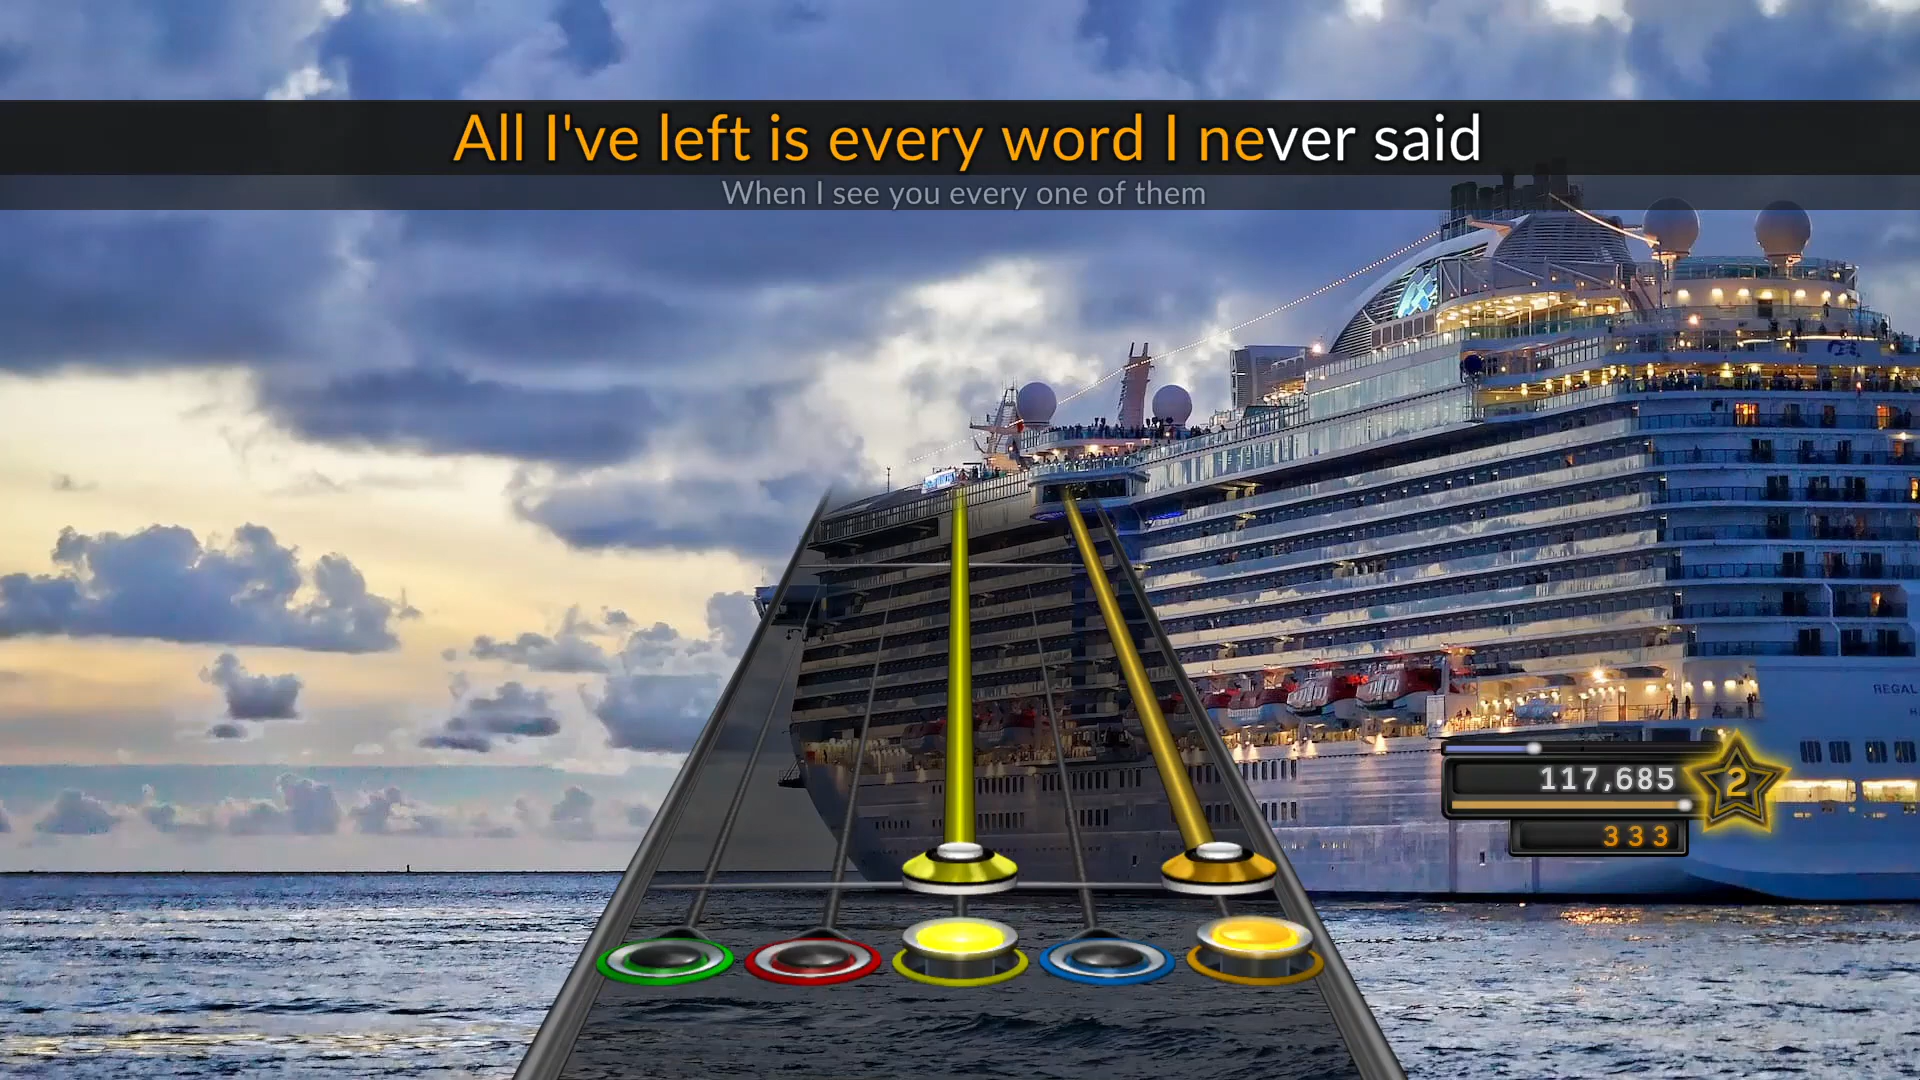 All I've left is every word I never said
When I see you every one of them
REGAL
117,685
2
333